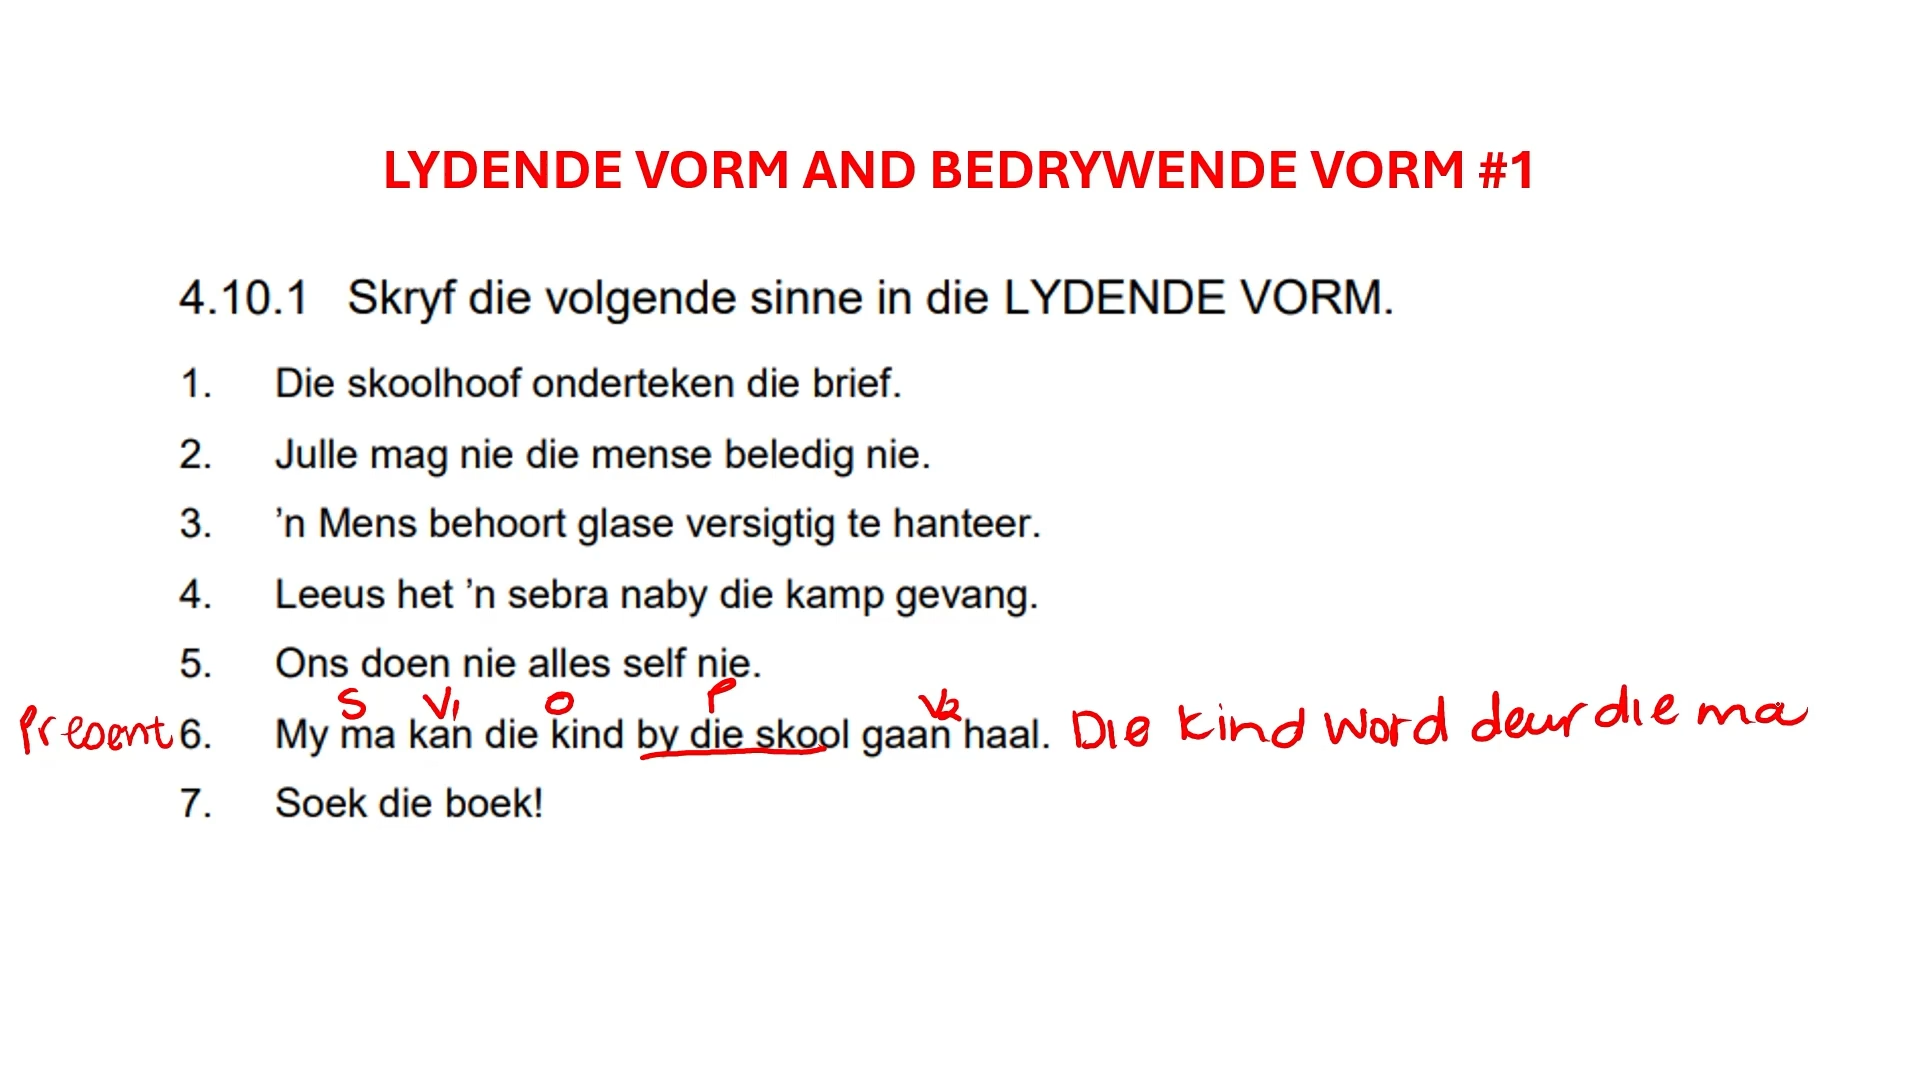 LYDENDE VORM AND BEDRYWENDE VORM #1
4.10.1 Skryf die volgende sinne in die LYDENDE VORM.
1. Die skoolhoof onderteken die brief.
2. Julle mag nie die mense beledig nie.
3. ’n Mens behoort glase versigtig te hanteer.
4. Leeus het ’n sebra naby die kamp gevang.
5. Ons doen nie alles self nie.
S V1 O P V2
Present 6. My ma kan die kind by die skool gaan haal. Die kind word deur die ma
7. Soek die boek!